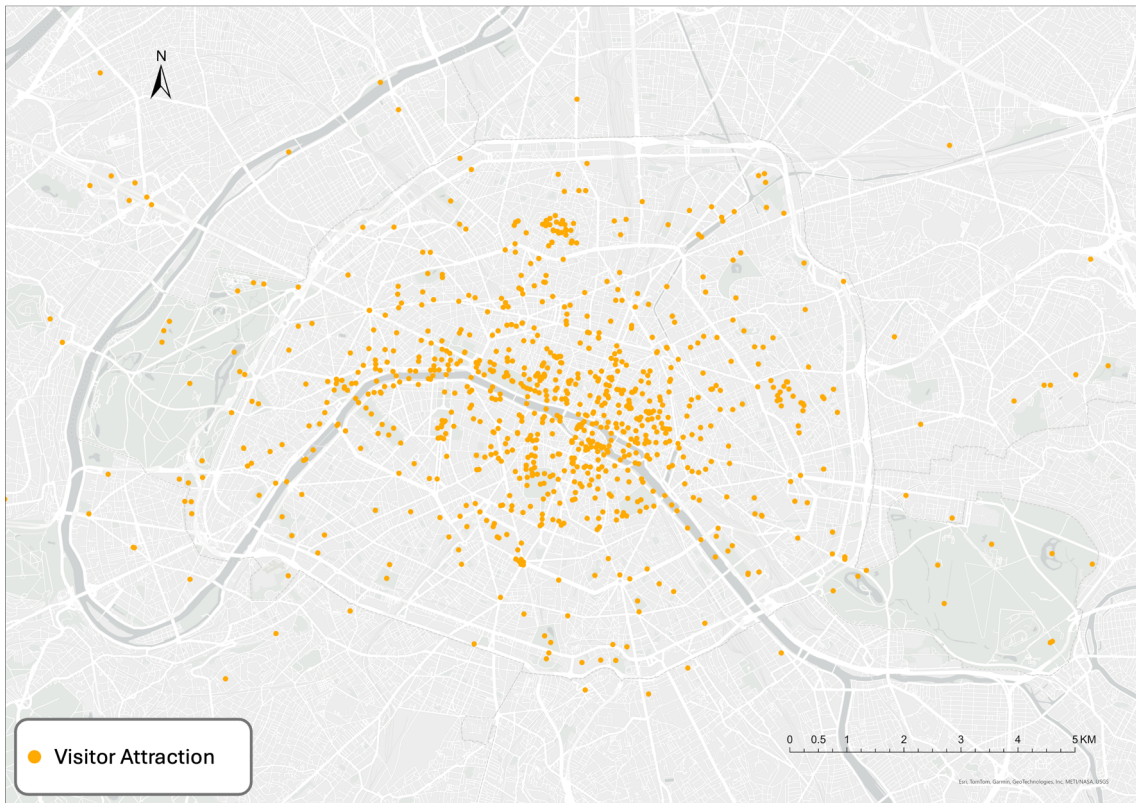 N
Visitor Attraction
0 0.5 1 2 3 4 5 KM
Esri, TomTom, Garmin, GeoTechnologies, Inc, METI/NASA, USGS